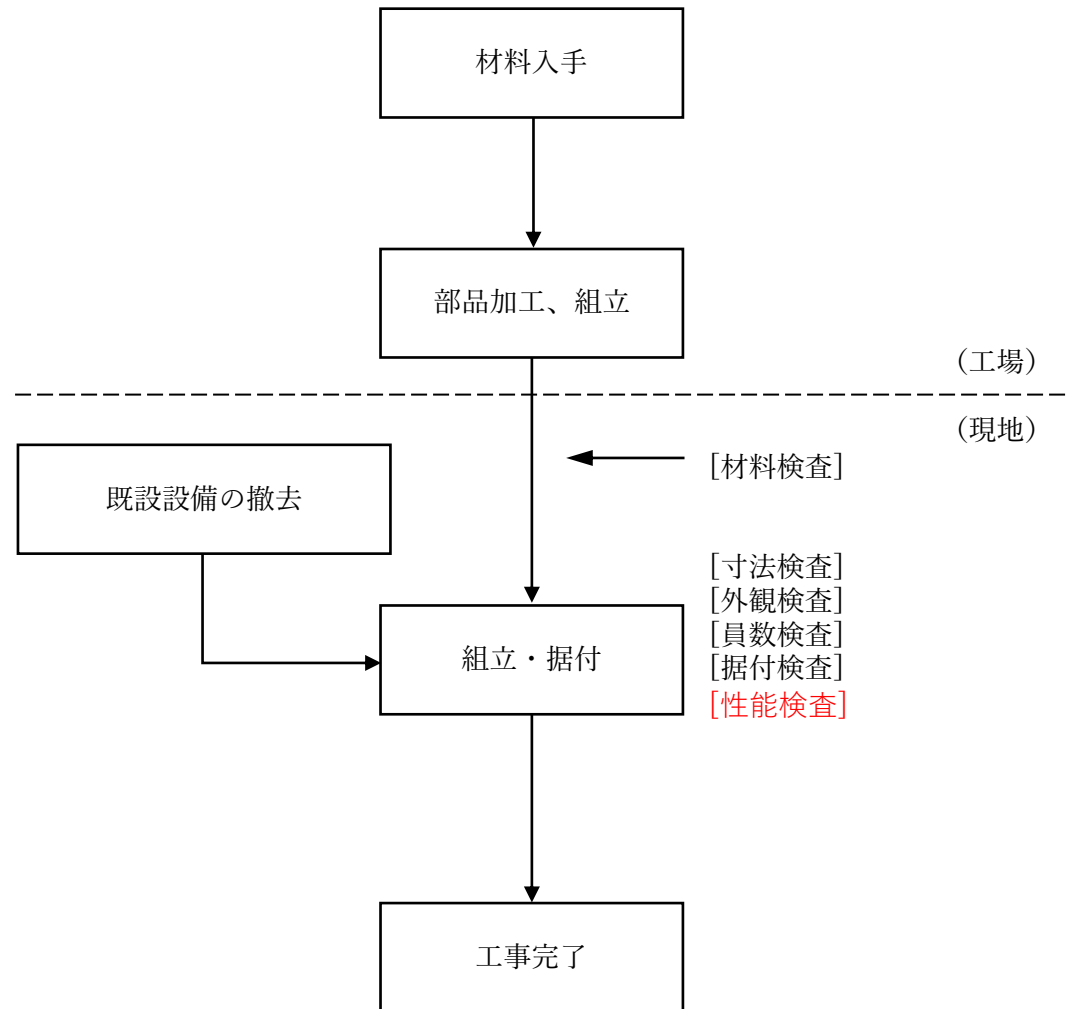 材料入手
部品加工、組立
（工場）
（現地）
[材料検査]
既設設備の撤去
[寸法検査]
[外観検査]
[員数検査]
組立・据付
[据付検査]
[性能検査]
工事完了